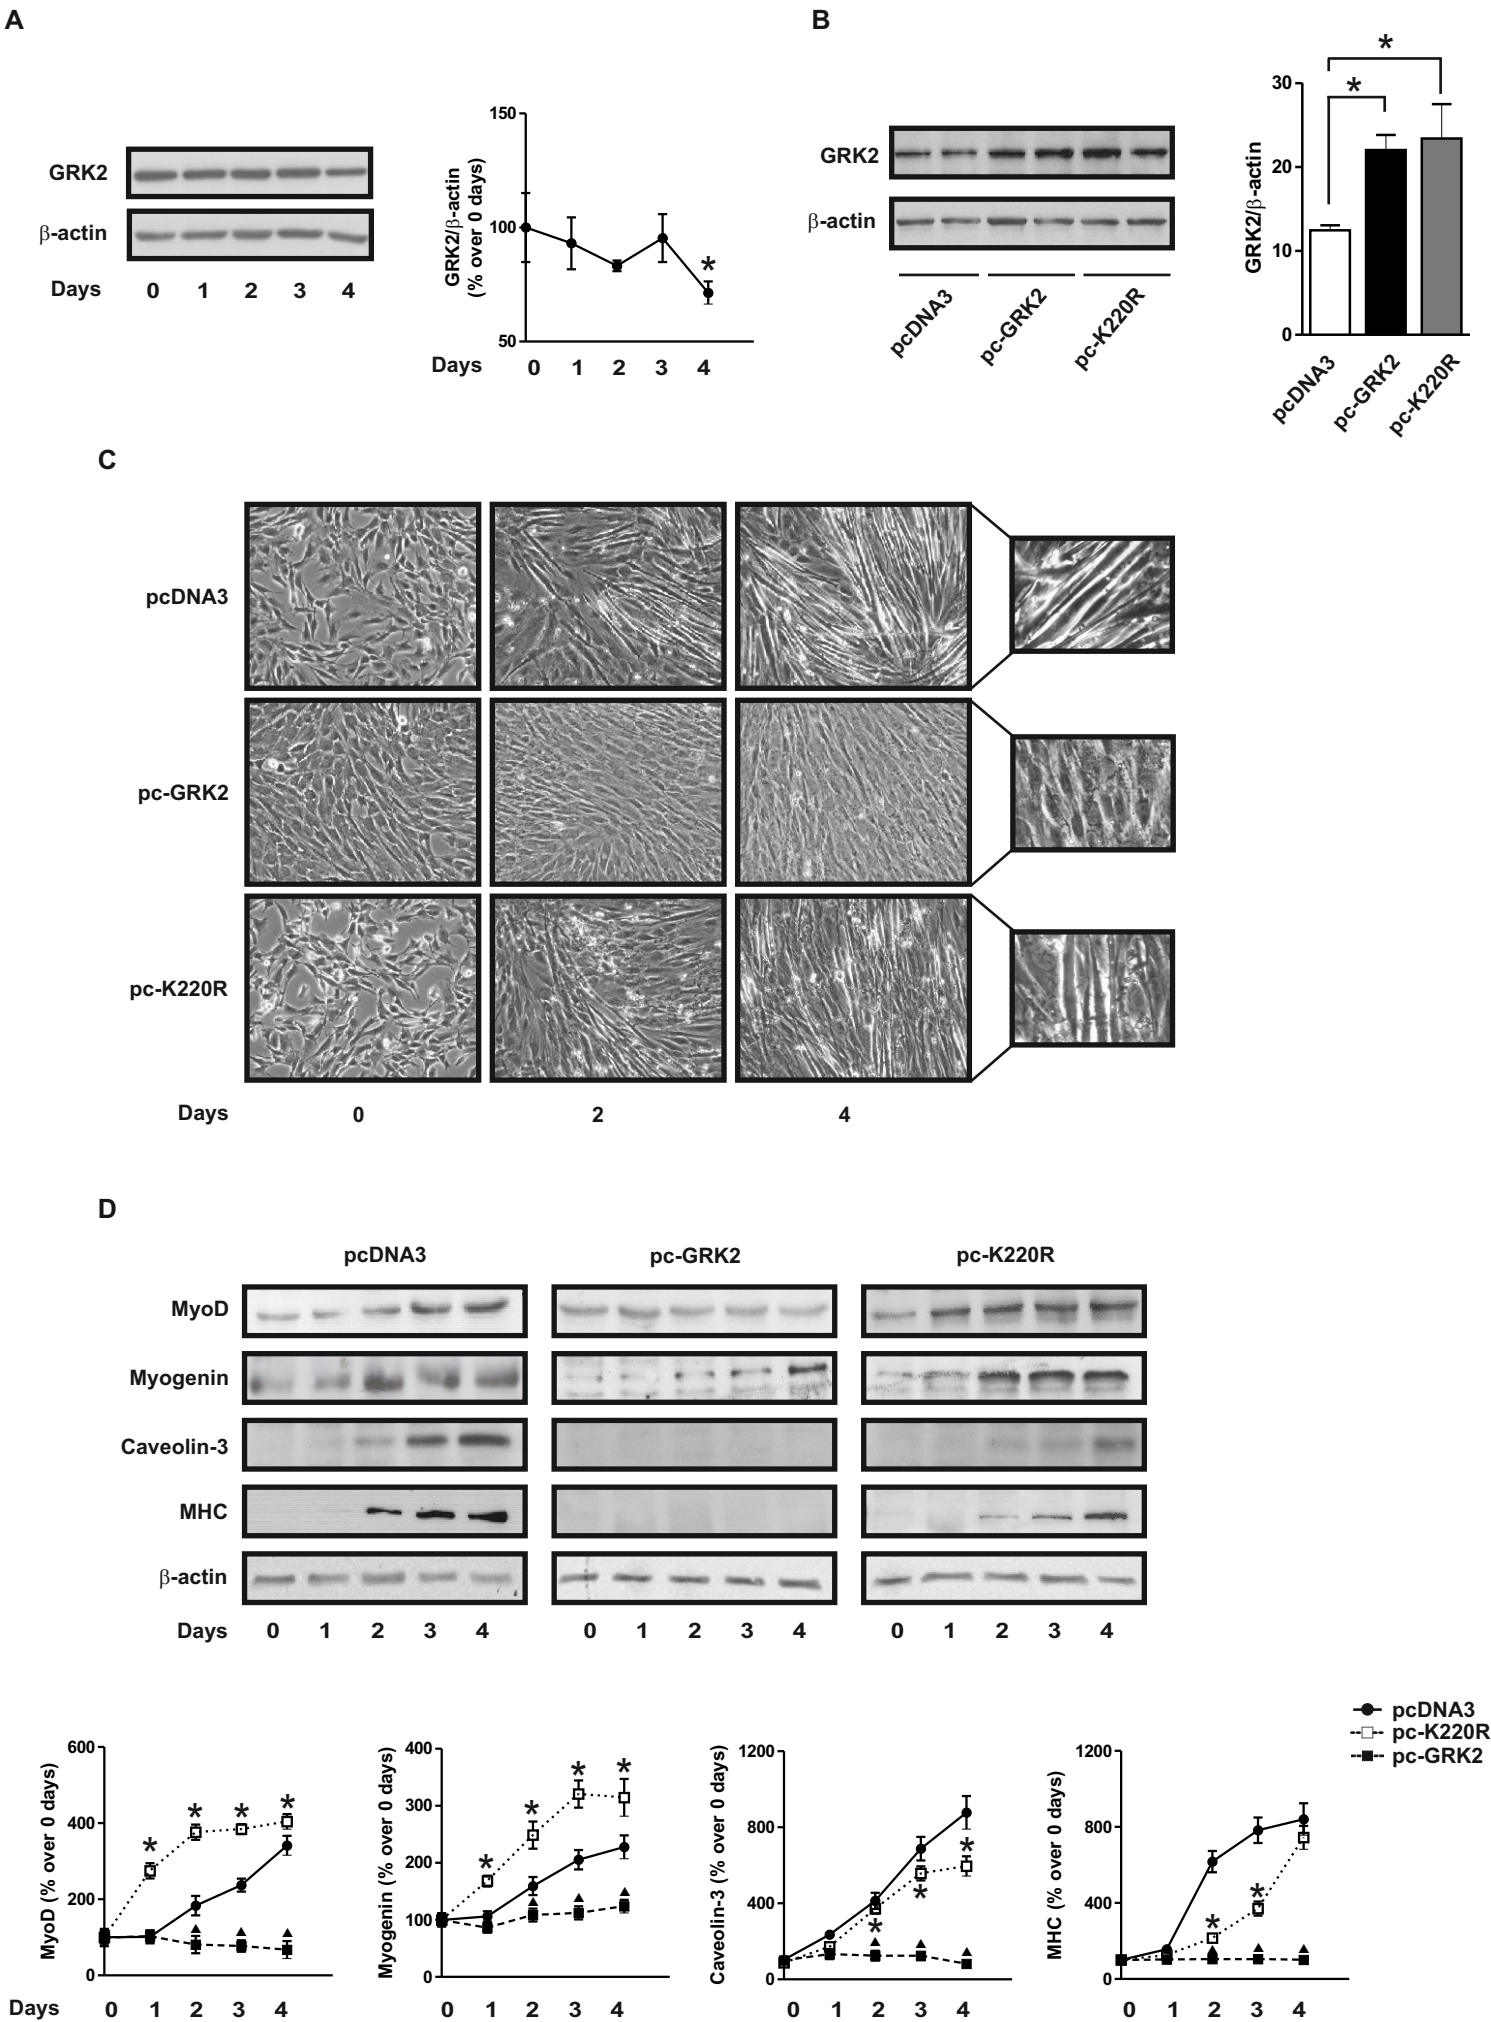 A
GRK2
β-actin
Days 0 1 2 3 4
GRK2/β-actin
(% over 0 days)
150
100
50
Days 0 1 2 3 4
*
B
GRK2
β-actin
pcDNA3 pc-GRK2 pc-K220R
GRK2/β-actin
30
20
10
0
* *
pcDNA3 pc-GRK2 pc-K220R
C
pcDNA3
pc-GRK2
pc-K220R
Days 0 2 4
D
pcDNA3 pc-GRK2 pc-K220R
MyoD
Myogenin
Caveolin-3
MHC
β-actin
Days 0 1 2 3 4 0 1 2 3 4 0 1 2 3 4
pcDNA3
pc-K220R
pc-GRK2
MyoD (% over 0 days)
600
400
200
0
* * * *
Days 0 1 2 3 4
Myogenin (% over 0 days)
400
300
200
100
0
* * * *
0 1 2 3 4
Caveolin-3 (% over 0 days)
1200
800
400
0
* * *
0 1 2 3 4
MHC (% over 0 days)
1200
800
400
0
* *
0 1 2 3 4